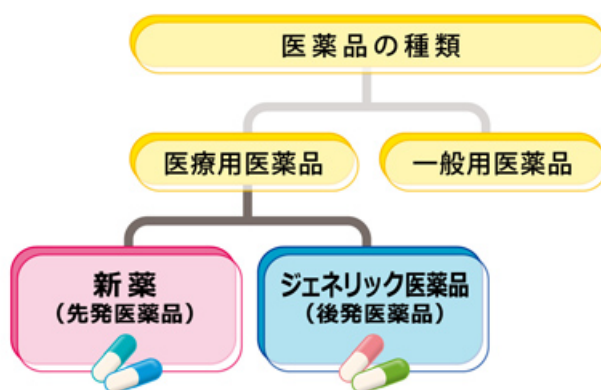 医薬品の種類
医療用医薬品
一般用医薬品
新薬
(先発医薬品)
ジェネリック医薬品
(後発医薬品)